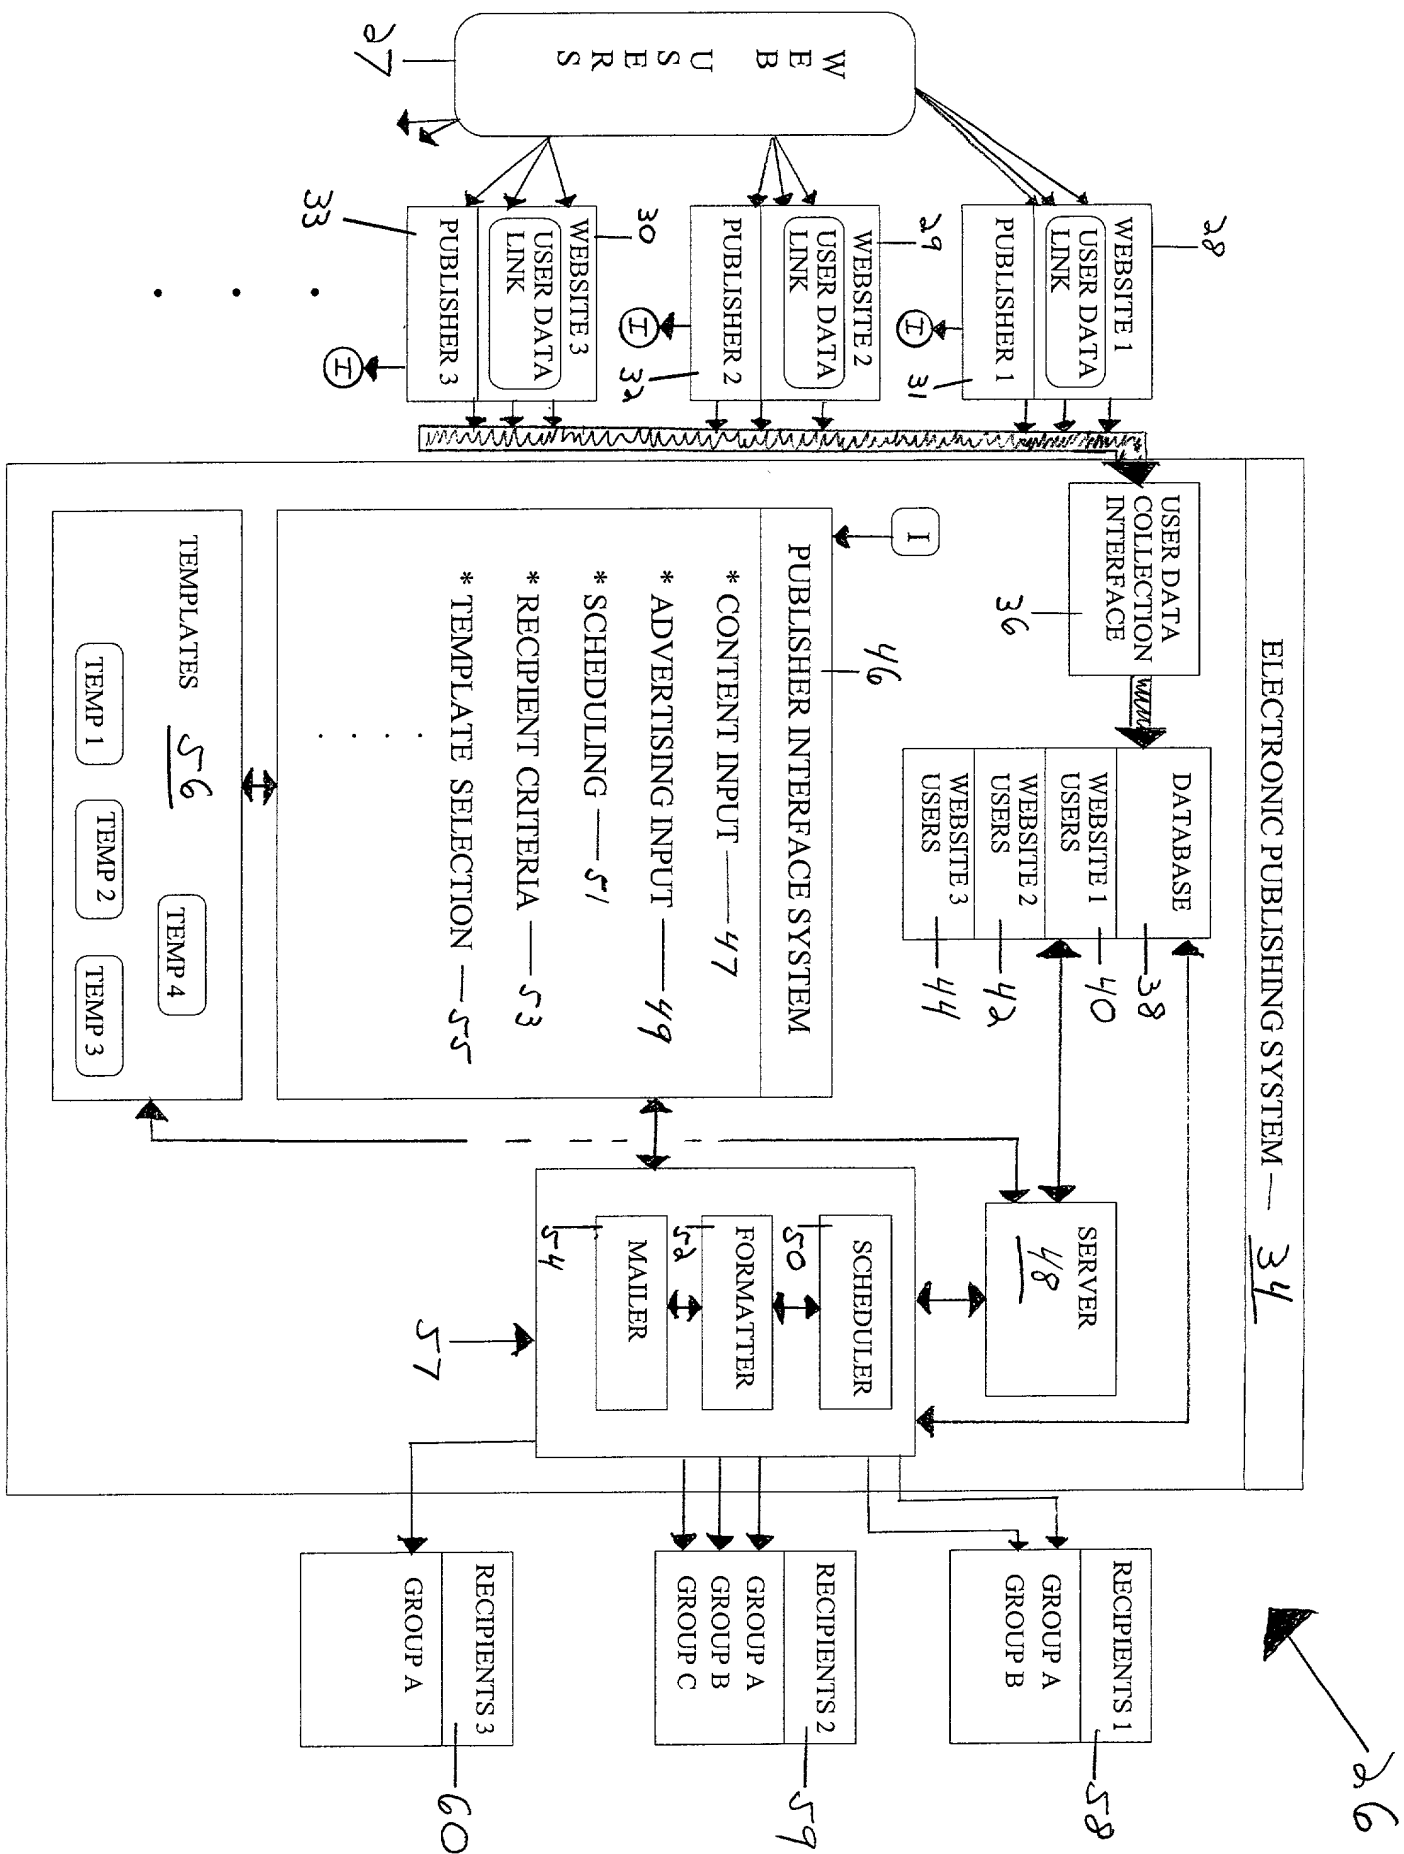 26
ELECTRONIC PUBLISHING SYSTEM — 34
WEB USERS
27
28
WEBSITE 1
USER DATA
LINK
PUBLISHER 1
31
I
29
WEBSITE 2
USER DATA
LINK
PUBLISHER 2
32
I
30
WEBSITE 3
USER DATA
LINK
PUBLISHER 3
33
I
. . .
USER DATA
COLLECTION
INTERFACE
36
DATABASE
38
WEBSITE 1
USERS
40
WEBSITE 2
USERS
42
WEBSITE 3
USERS
44
I
46
PUBLISHER INTERFACE SYSTEM
* CONTENT INPUT — 47
* ADVERTISING INPUT — 49
* SCHEDULING — 51
* RECIPIENT CRITERIA — 53
* TEMPLATE SELECTION — 55
. . . .
TEMPLATES 56
TEMP 4
TEMP 1
TEMP 2
TEMP 3
SERVER
48
SCHEDULER
50
FORMATTER
52
MAILER
54
57
RECIPIENTS 1
GROUP A
GROUP B
58
RECIPIENTS 2
GROUP A
GROUP B
GROUP C
59
RECIPIENTS 3
GROUP A
60